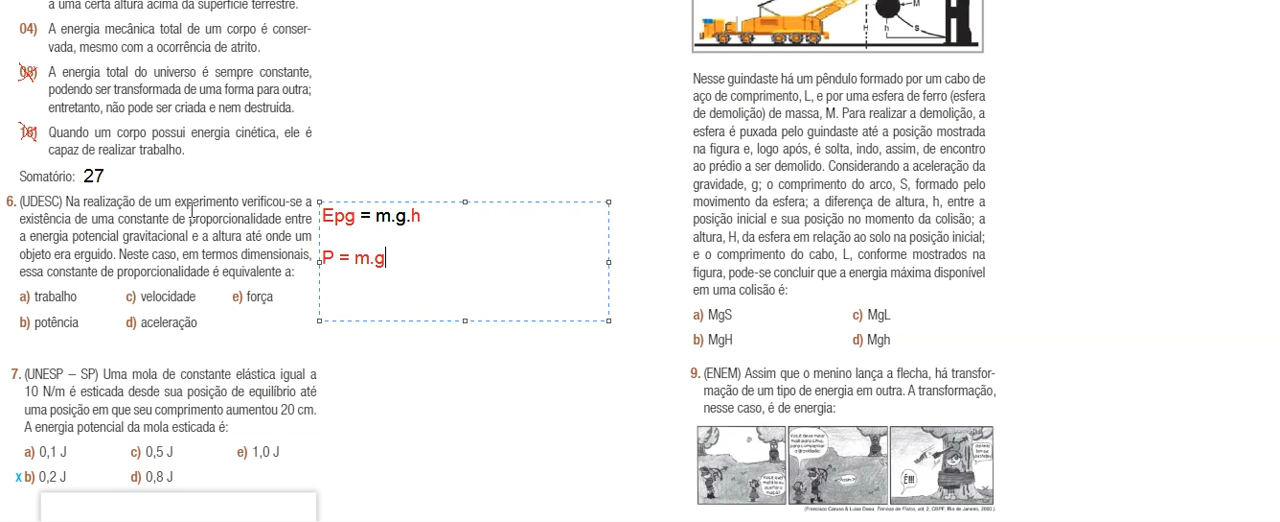 a uma certa altura acima da superfície terrestre.
04) A energia mecânica total de um corpo é conser-
vada, mesmo com a ocorrência de atrito.
08) A energia total do universo é sempre constante,
podendo ser transformada de uma forma para outra;
entretanto, não pode ser criada e nem destruída.
16) Quando um corpo possui energia cinética, ele é
capaz de realizar trabalho.
Somatório: 27
6. (UDESC) Na realização de um experimento verificou-se a
existência de uma constante de proporcionalidade entre
a energia potencial gravitacional e a altura até onde um
objeto era erguido. Neste caso, em termos dimensionais,
essa constante de proporcionalidade é equivalente a:
a) trabalho c) velocidade e) força
b) potência d) aceleração
Epg = m.g.h
P = m.g
7. (UNESP – SP) Uma mola de constante elástica igual a
10 N/m é esticada desde sua posição de equilíbrio até
uma posição em que seu comprimento aumentou 20 cm.
A energia potencial da mola esticada é:
a) 0,1 J c) 0,5 J e) 1,0 J
x b) 0,2 J d) 0,8 J
M
H h S
Nesse guindaste há um pêndulo formado por um cabo de
aço de comprimento, L, e por uma esfera de ferro (esfera
de demolição) de massa, M. Para realizar a demolição, a
esfera é puxada pelo guindaste até a posição mostrada
na figura e, logo após, é solta, indo, assim, de encontro
ao prédio a ser demolido. Considerando a aceleração da
gravidade, g; o comprimento do arco, S, formado pelo
movimento da esfera; a diferença de altura, h, entre a
posição inicial e sua posição no momento da colisão; a
altura, H, da esfera em relação ao solo na posição inicial;
e o comprimento do cabo, L, conforme mostrados na
figura, pode-se concluir que a energia máxima disponível
em uma colisão é:
a) MgS c) MgL
b) MgH d) Mgh
9. (ENEM) Assim que o menino lança a flecha, há transfor-
mação de um tipo de energia em outra. A transformação,
nesse caso, é de energia: